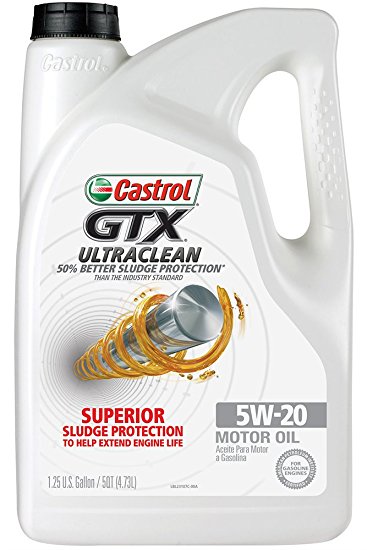 Castrol
Castrol
GTX
ULTRACLEAN
50% BETTER SLUDGE PROTECTION*
THAN THE INDUSTRY STANDARD
SUPERIOR
SLUDGE PROTECTION
TO HELP EXTEND ENGINE LIFE
5W-20
MOTOR OIL
Aceite Para Motor
a Gasolina
FOR
GASOLINE
ENGINES
1.25 U.S. Gallon / 5QT (4.73L)